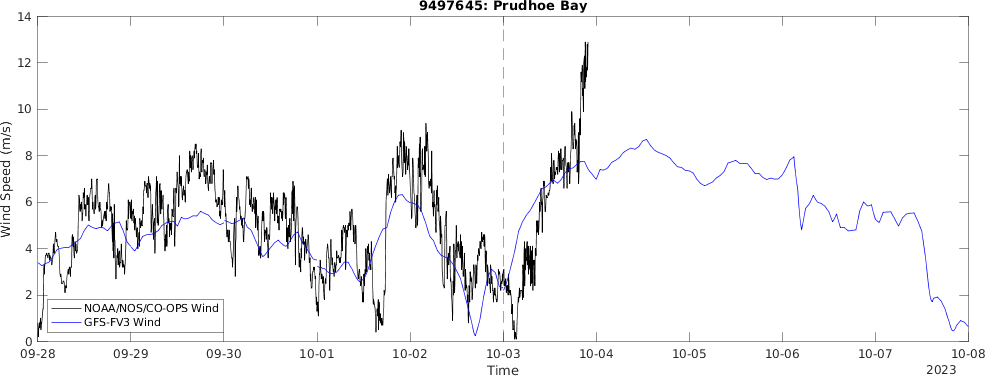 9497645: Prudhoe Bay
14
12
10
8
6
4
2
0
Wind Speed (m/s)
NOAA/NOS/CO-OPS Wind
GFS-FV3 Wind
09-28 09-29 09-30 10-01 10-02 10-03 10-04 10-05 10-06 10-07 10-08
Time
2023